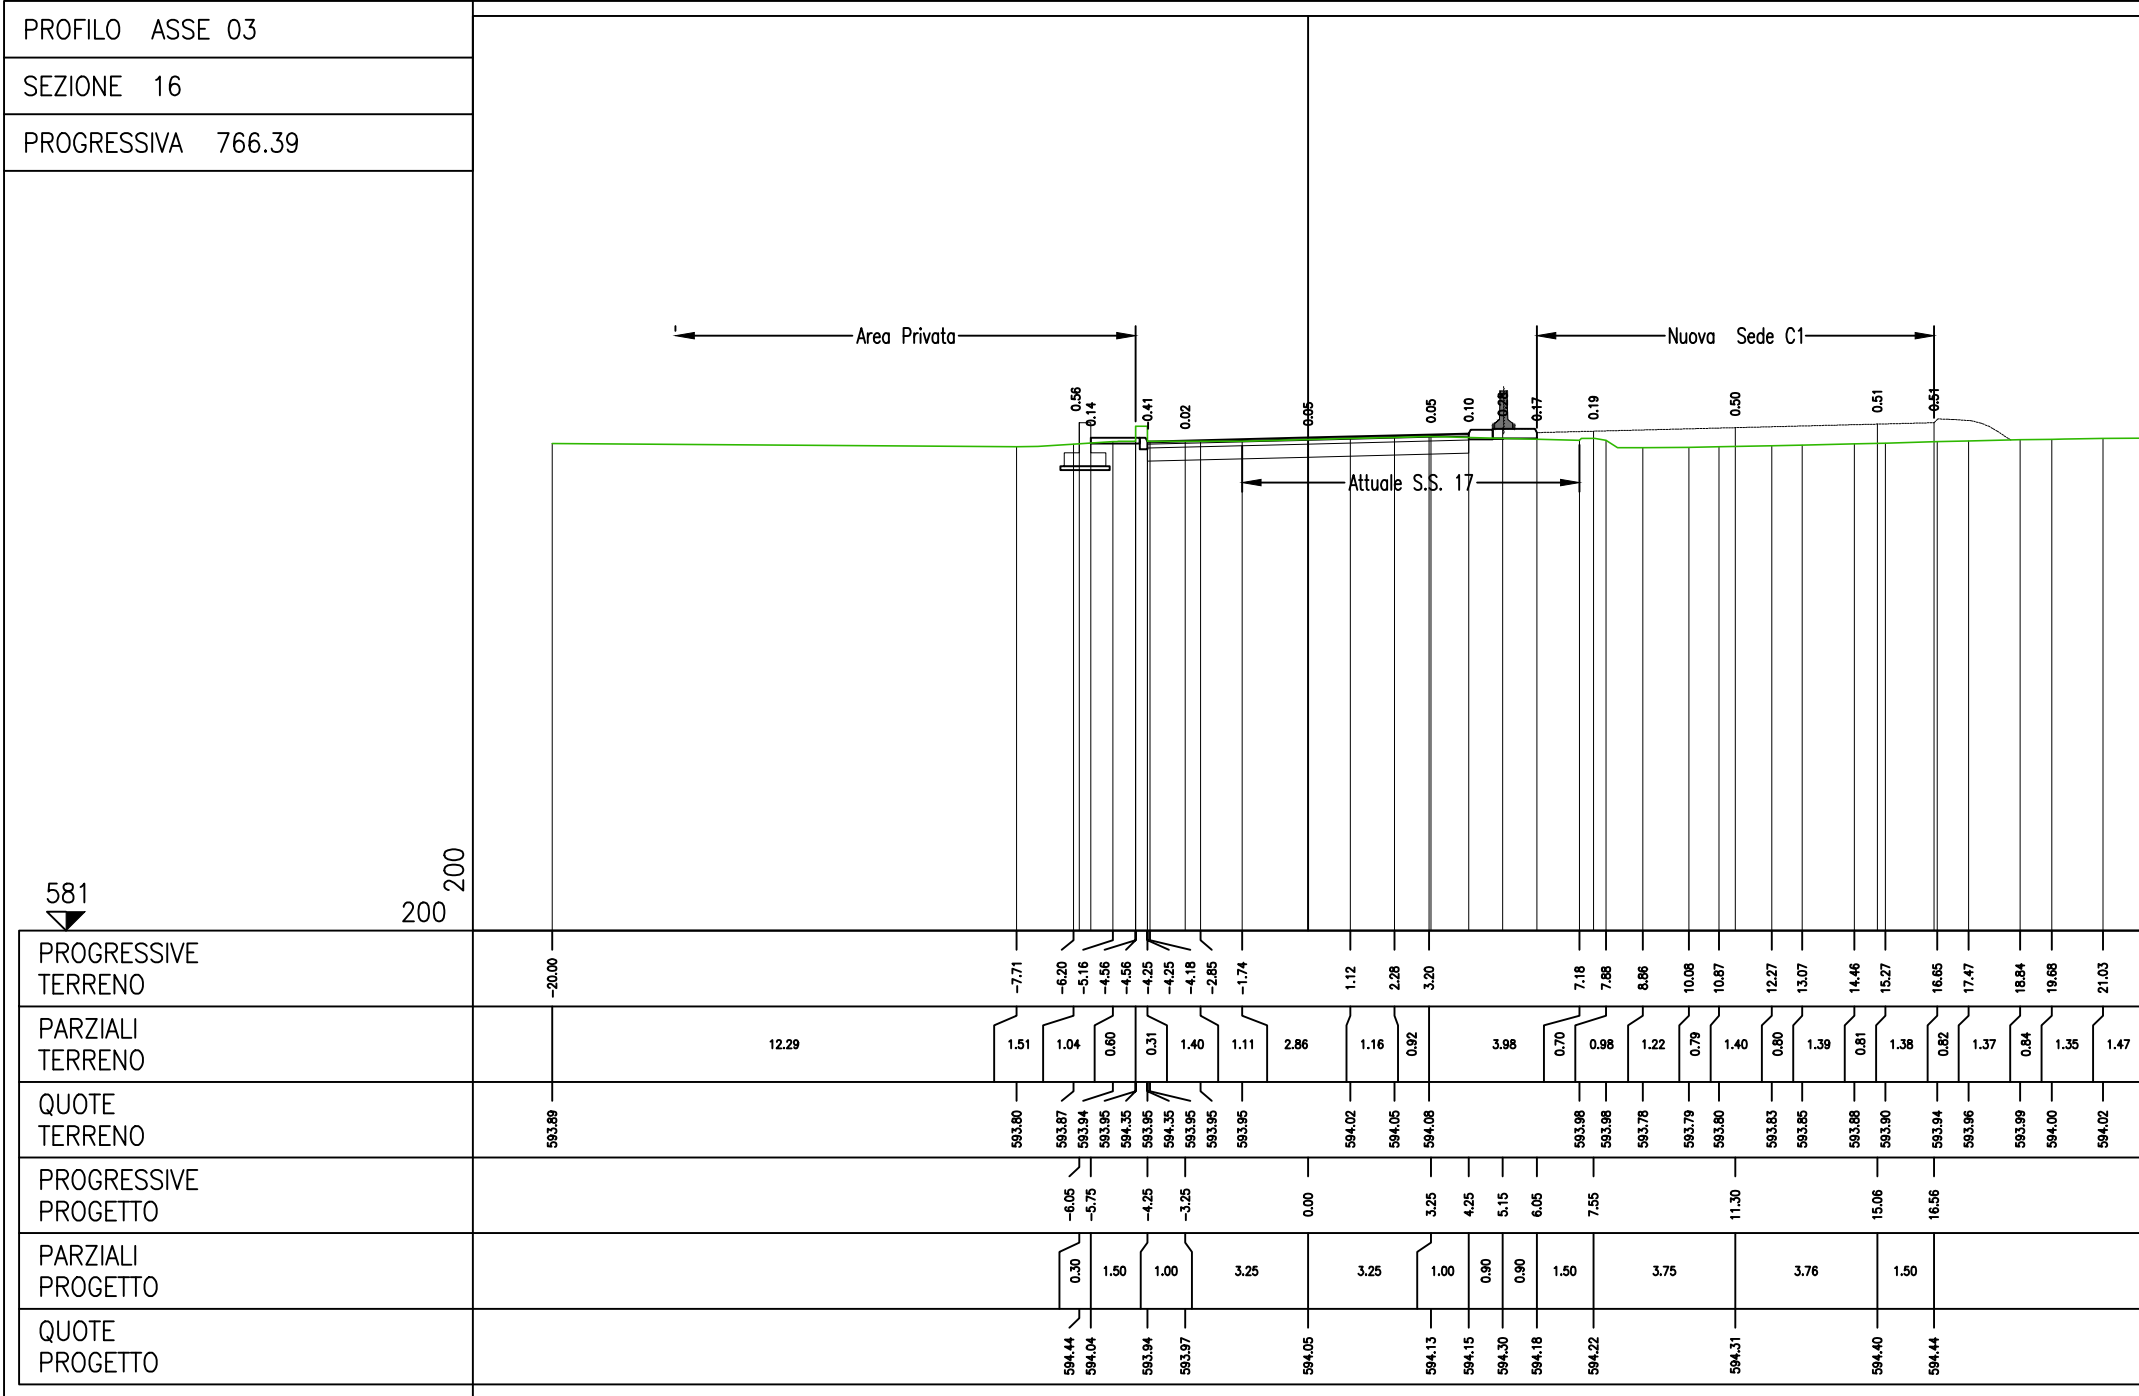 PROFILO ASSE 03
SEZIONE 16
PROGRESSIVA 766.39
Area Privata
Nuova Sede C1
0.56 0.14 0.41 0.02 0.05 0.05 0.10 0.28 0.17 0.19 0.50 0.51 0.51
Attuale S.S. 17
200
581
200
PROGRESSIVE
TERRENO
-20.00 -7.71 -6.20 -5.16 -4.56 -4.56 -4.25 -4.25 -4.18 -2.85 -1.74 1.12 2.28 3.20 7.18 7.88 8.86 10.08 10.87 12.27 13.07 14.46 15.27 16.65 17.47 18.84 19.68 21.03
PARZIALI
TERRENO
12.29 1.51 1.04 0.60 0.31 1.40 1.11 2.86 1.16 0.92 3.98 0.70 0.98 1.22 0.79 1.40 0.80 1.39 0.81 1.38 0.82 1.37 0.84 1.35 1.47
QUOTE
TERRENO
593.89 593.80 593.87 593.94 593.95 594.35 593.95 594.35 593.95 593.95 593.95 594.02 594.05 594.08 593.98 593.98 593.78 593.79 593.80 593.83 593.85 593.88 593.90 593.94 593.96 593.99 594.00 594.02
PROGRESSIVE
PROGETTO
-6.05 -5.75 -4.25 -3.25 0.00 3.25 4.25 5.15 6.05 7.55 11.30 15.06 16.56
PARZIALI
PROGETTO
0.30 1.50 1.00 3.25 3.25 1.00 0.90 0.90 1.50 3.75 3.76 1.50
QUOTE
PROGETTO
594.44 594.04 593.94 593.97 594.05 594.13 594.15 594.30 594.18 594.22 594.31 594.40 594.44